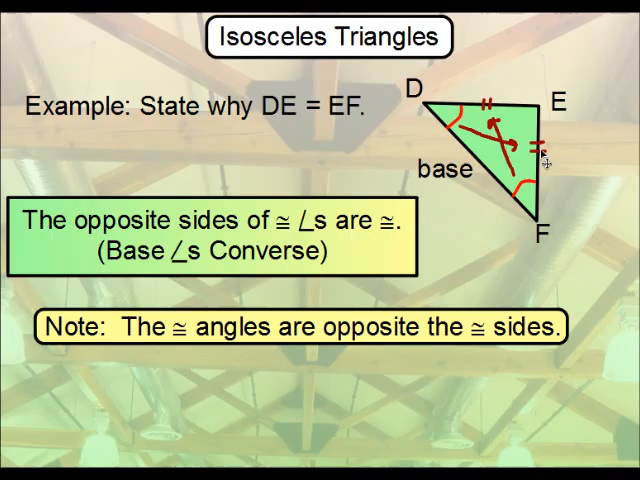 Isosceles Triangles
Example: State why DE = EF.
D
E
base
F
The opposite sides of ≅ ∠s are ≅.
(Base ∠s Converse)
Note: The ≅ angles are opposite the ≅ sides.